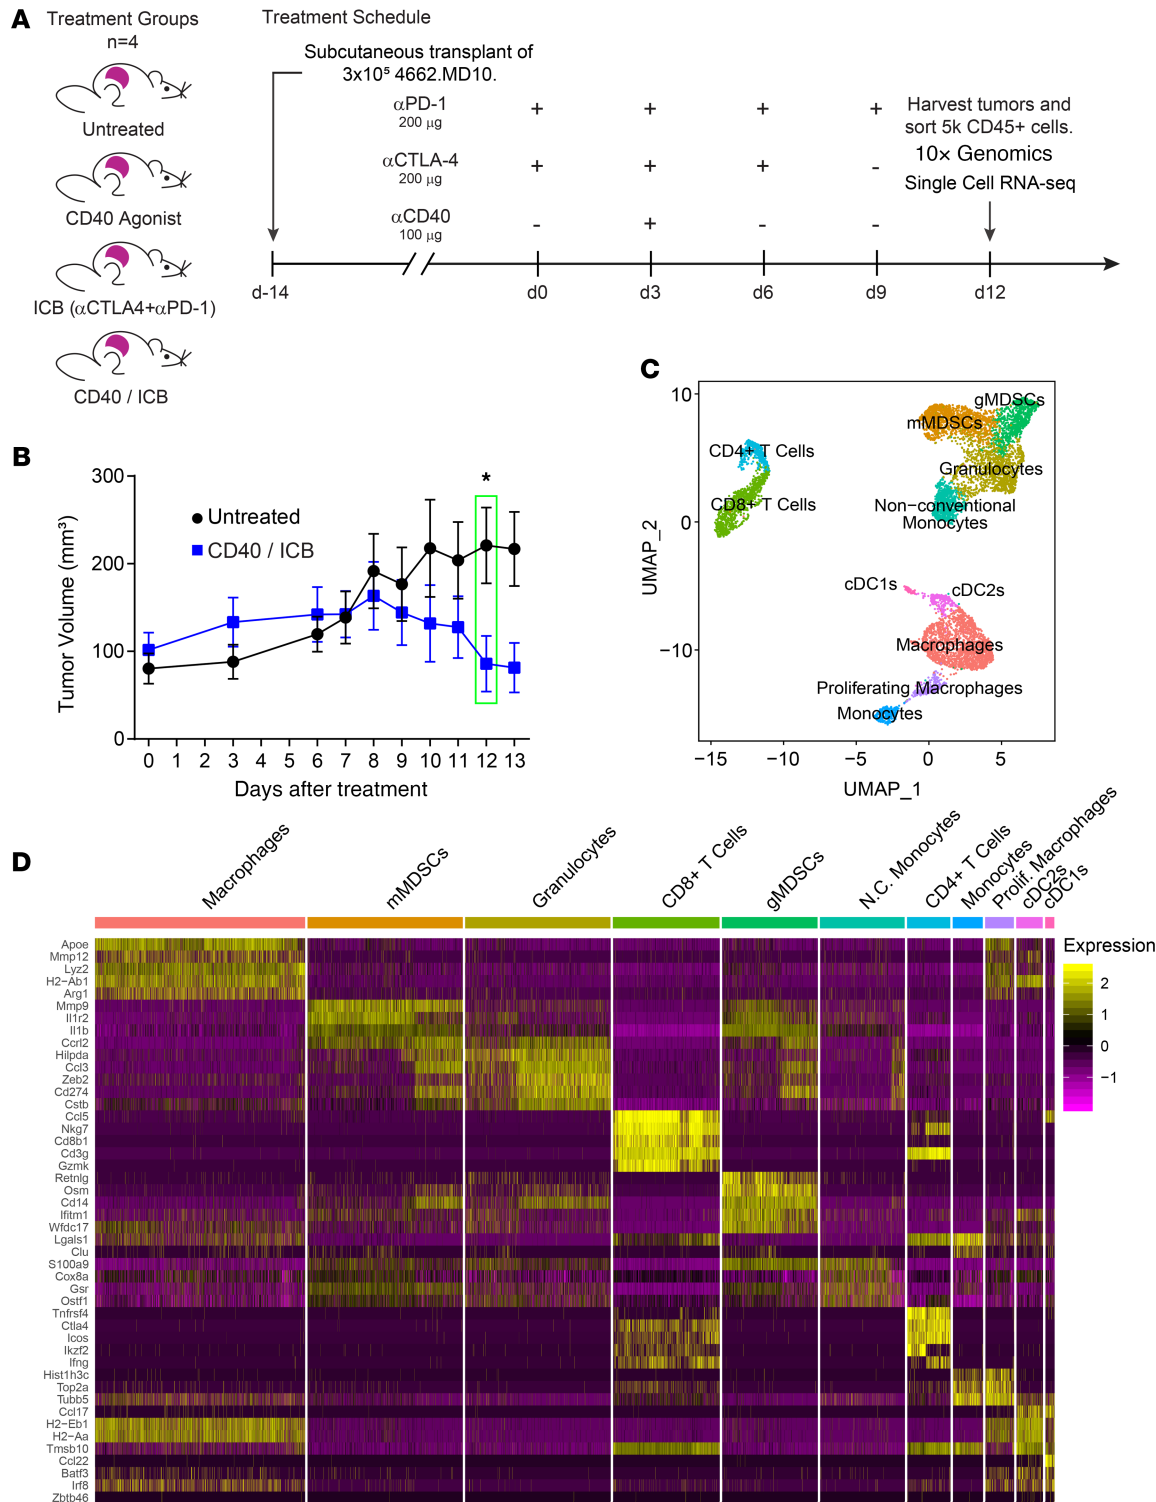 A
Treatment Groups
n=4
Untreated
CD40 Agonist
ICB (αCTLA4+αPD-1)
CD40 / ICB
Treatment Schedule
Subcutaneous transplant of
3x10⁵ 4662.MD10.
αPD-1
200 µg
+ + + +
αCTLA-4
200 µg
+ + + -
αCD40
100 µg
- + - -
Harvest tumors and
sort 5k CD45+ cells.
10× Genomics
Single Cell RNA-seq
d-14 d0 d3 d6 d9 d12
B
Tumor Volume (mm³)
300
200
100
0
*
Untreated
CD40 / ICB
0 1 2 3 4 5 6 7 8 9 10 11 12 13
Days after treatment
C
UMAP_2
10
0
−10
gMDSCs
mMDSCs
CD4+ T Cells
Granulocytes
CD8+ T Cells
Non−conventional
Monocytes
cDC1s
cDC2s
Macrophages
Proliferating Macrophages
Monocytes
−15 −10 −5 0 5
UMAP_1
D
Macrophages
mMDSCs
Granulocytes
CD8+ T Cells
gMDSCs
N.C. Monocytes
CD4+ T Cells
Monocytes
Prolif. Macrophages
cDC2s
cDC1s
Apoe
Mmp12
Lyz2
H2−Ab1
Arg1
Mmp9
Il1r2
Il1b
Ccrl2
Hilpda
Ccl3
Zeb2
Cd274
Cstb
Ccl5
Nkg7
Cd8b1
Cd3g
Gzmk
Retnlg
Osm
Cd14
Ifitm1
Wfdc17
Lgals1
Clu
S100a9
Cox8a
Gsr
Ostf1
Tnfrsf4
Ctla4
Icos
Ikzf2
Ifng
Hist1h3c
Top2a
Tubb5
Ccl17
H2−Eb1
H2−Aa
Tmsb10
Ccl22
Batf3
Irf8
Zbtb46
Expression
2
1
0
−1